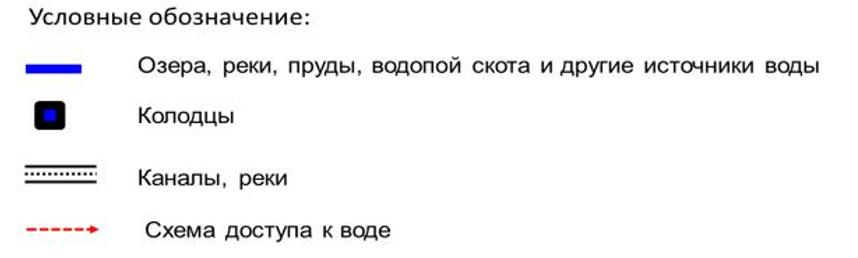 Условные обозначение:
Озера, реки, пруды, водопой скота и другие источники воды
Колодцы
Каналы, реки
Схема доступа к воде